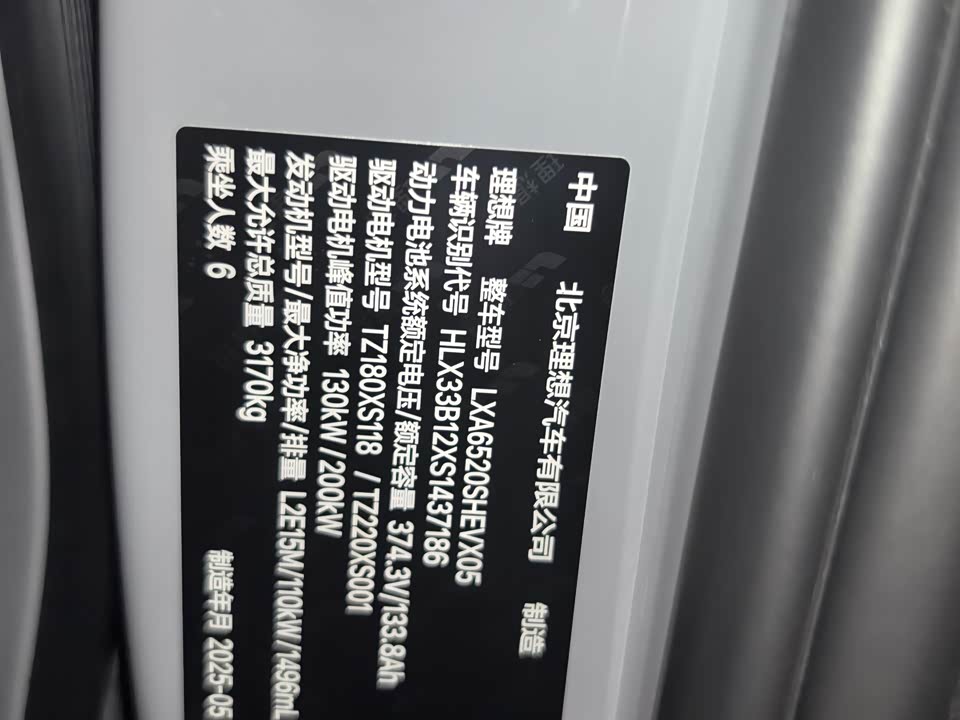 中国 北京理想汽车有限公司 制造
理想牌 整车型号 LXA6520SHEVX05
车辆识别代号 HLX33B12XS1437186
动力电池系统额定电压/额定容量 374.3V/133.8Ah
驱动电机型号 TZ180XS118 / TZ220XS001
驱动电机峰值功率 130kW / 200kW
发动机型号/最大净功率/排量 L2E15M/110kW/1496mL
最大允许总质量 3170kg
乘坐人数 6 制造年月 2025-05
理想